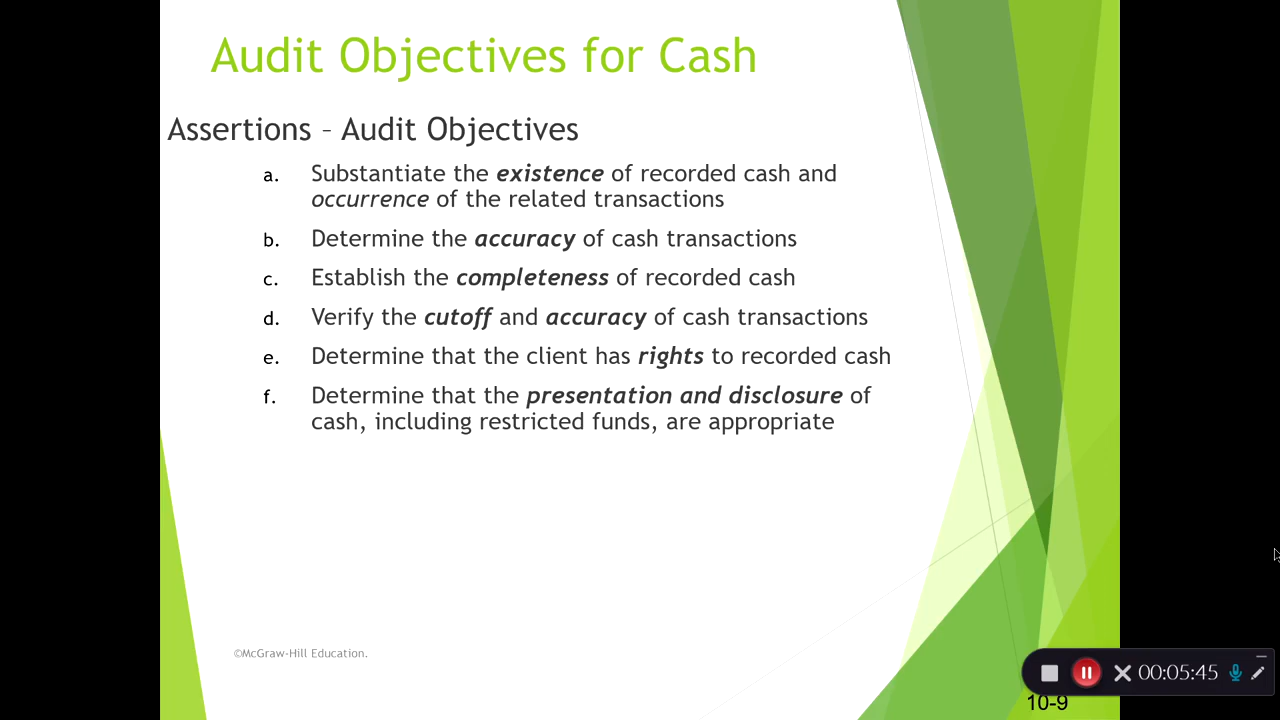 Audit Objectives for Cash
Assertions – Audit Objectives
a. Substantiate the existence of recorded cash and
occurrence of the related transactions
b. Determine the accuracy of cash transactions
c. Establish the completeness of recorded cash
d. Verify the cutoff and accuracy of cash transactions
e. Determine that the client has rights to recorded cash
f. Determine that the presentation and disclosure of
cash, including restricted funds, are appropriate
©McGraw-Hill Education.
00:05:45
10-9